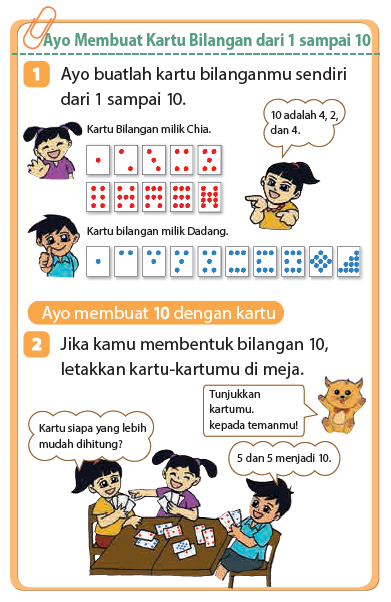 Ayo Membuat Kartu Bilangan dari 1 sampai 10
1 Ayo buatlah kartu bilanganmu sendiri
dari 1 sampai 10.
Kartu Bilangan milik Chia.
10 adalah 4, 2,
dan 4.
Kartu bilangan milik Dadang.
Ayo membuat 10 dengan kartu
2 Jika kamu membentuk bilangan 10,
letakkan kartu-kartumu di meja.
Tunjukkan
kartumu.
kepada temanmu!
Kartu siapa yang lebih
mudah dihitung?
5 dan 5 menjadi 10.